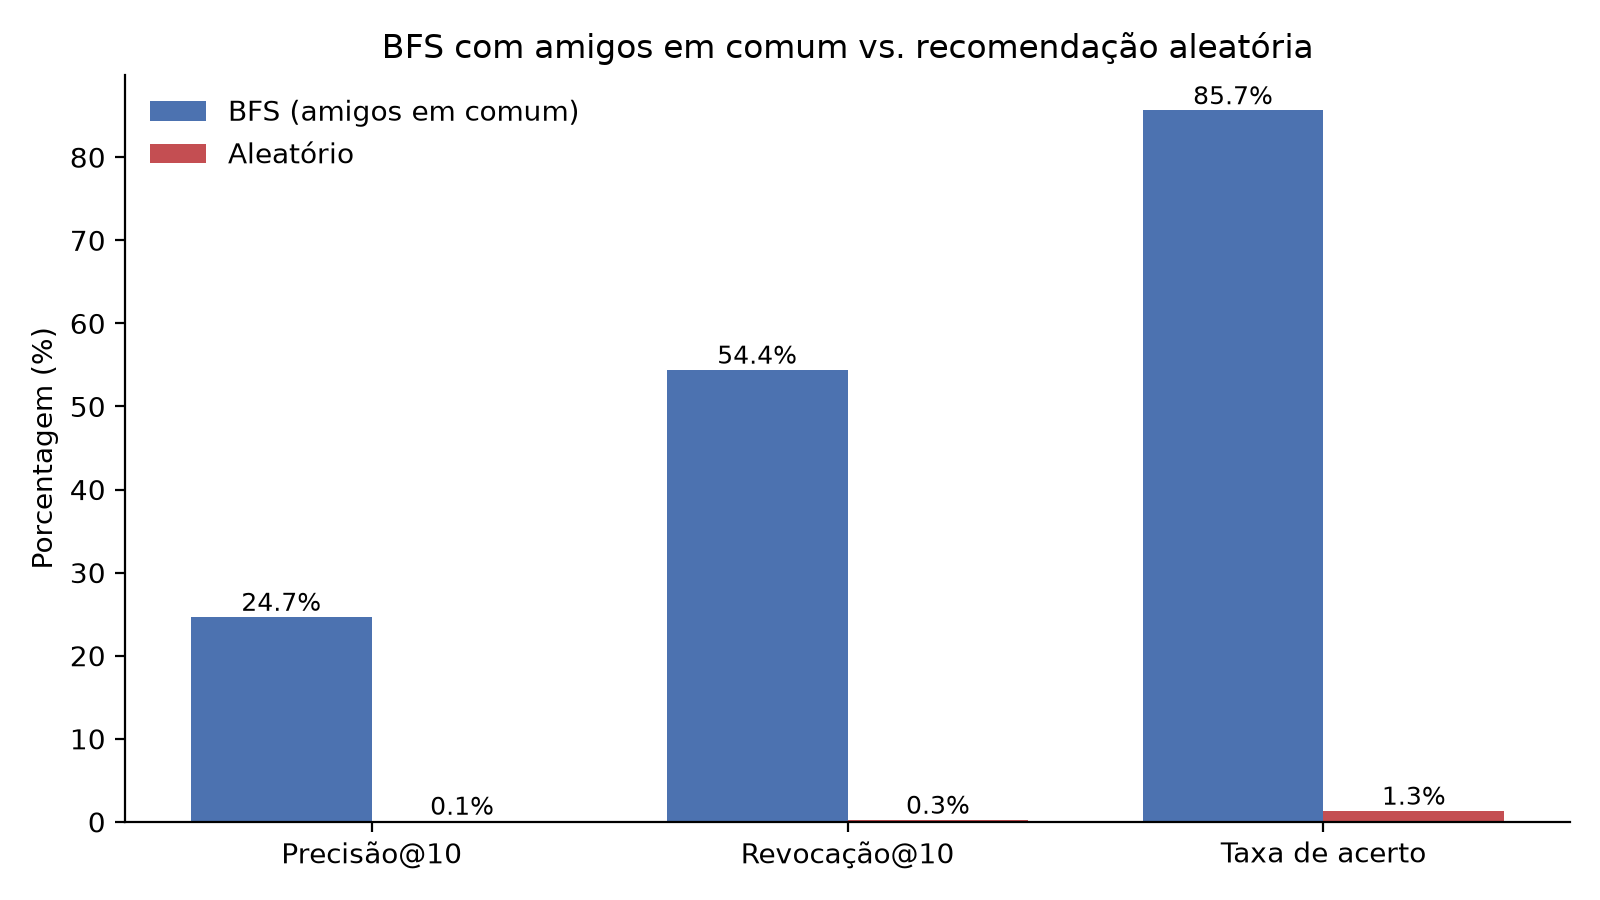 BFS com amigos em comum vs. recomendação aleatória
BFS (amigos em comum)
Aleatório
Porcentagem (%)
80
70
60
50
40
30
20
10
0
24.7%
0.1%
54.4%
0.3%
85.7%
1.3%
Precisão@10
Revocação@10
Taxa de acerto